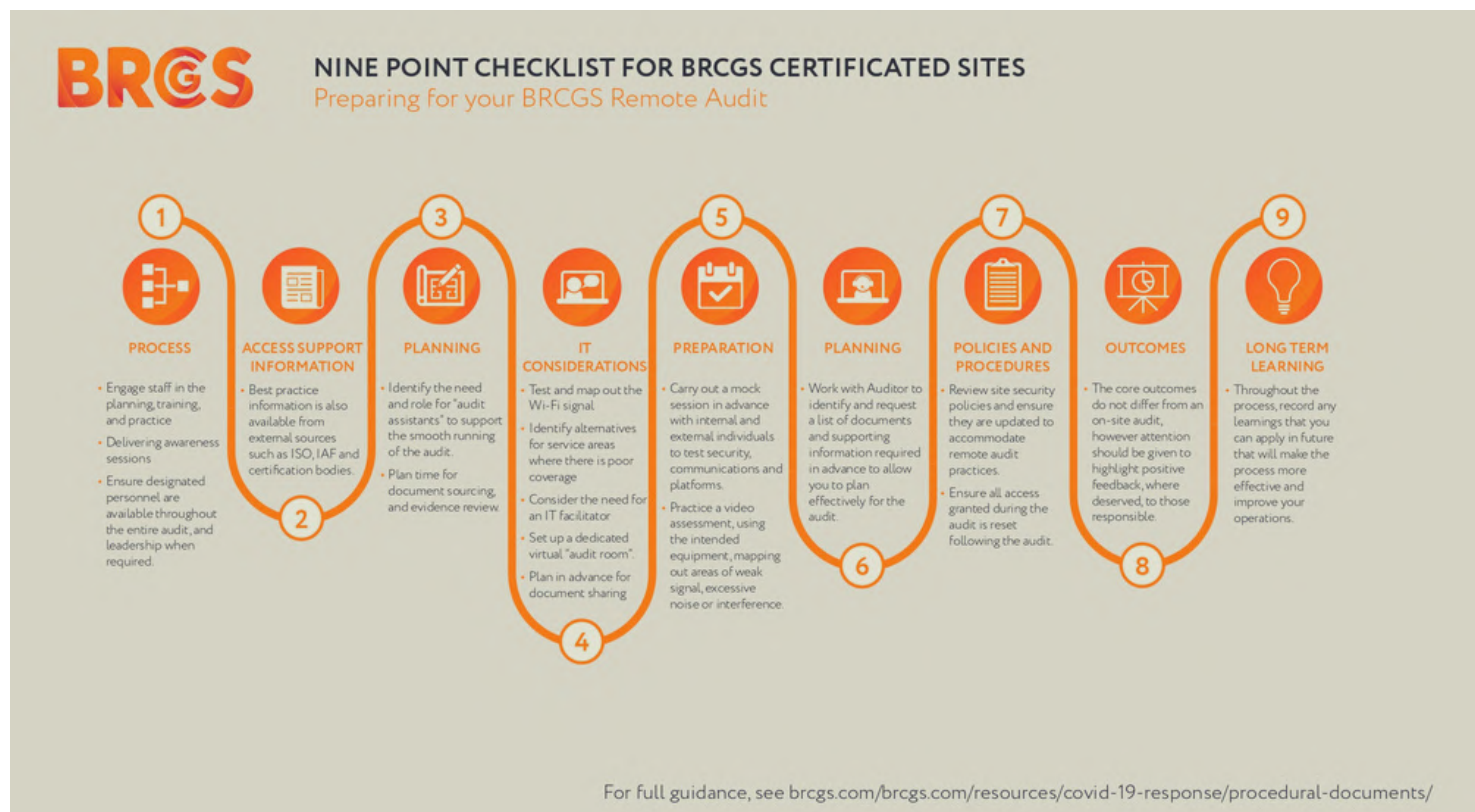 BRCGS
NINE POINT CHECKLIST FOR BRCGS CERTIFICATED SITES
Preparing for your BRCGS Remote Audit
1
PROCESS
• Engage staff in the
planning, training,
and practice
• Delivering awareness
sessions
• Ensure designated
personnel are
available throughout
the entire audit, and
leadership when
required.
ACCESS SUPPORT
INFORMATION
• Best practice
information is also
available from
external sources
such as ISO, IAF and
certification bodies.
2
3
PLANNING
• Identify the need
and role for "audit
assistants" to support
the smooth running
of the audit.
• Plan time for
document sourcing,
and evidence review.
IT
CONSIDERATIONS
• Test and map out the
Wi-Fi signal
• Identify alternatives
for service areas
where there is poor
coverage
• Consider the need for
an IT facilitator
• Set up a dedicated
virtual "audit room".
• Plan in advance for
document sharing
4
5
PREPARATION
• Carry out a mock
session in advance
with internal and
external individuals
to test security,
communications and
platforms.
• Practice a video
assessment, using
the intended
equipment, mapping
out areas of weak
signal, excessive
noise or interference.
PLANNING
• Work with Auditor to
identify and request
a list of documents
and supporting
information required
in advance to allow
you to plan
effectively for the
audit.
6
7
POLICIES AND
PROCEDURES
• Review site security
policies and ensure
they are updated to
accommodate
remote audit
practices.
• Ensure all access
granted during the
audit is reset
following the audit.
OUTCOMES
• The core outcomes
do not differ from an
on-site audit,
however attention
should be given to
highlight positive
feedback, where
deserved, to those
responsible.
8
9
LONG TERM
LEARNING
• Throughout the
process, record any
learnings that you
can apply in future
that will make the
process more
effective and
improve your
operations.
For full guidance, see brcgs.com/brcgs.com/resources/covid-19-response/procedural-documents/